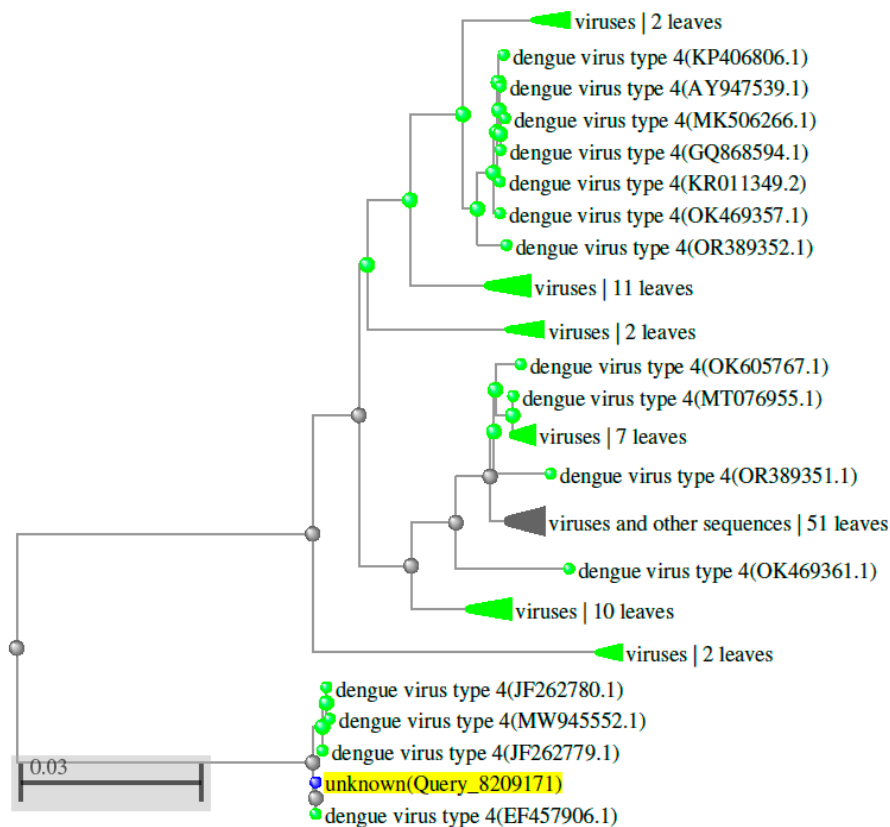 viruses | 2 leaves
dengue virus type 4(KP406806.1)
dengue virus type 4(AY947539.1)
dengue virus type 4(MK506266.1)
dengue virus type 4(GQ868594.1)
dengue virus type 4(KR011349.2)
dengue virus type 4(OK469357.1)
dengue virus type 4(OR389352.1)
viruses | 11 leaves
viruses | 2 leaves
dengue virus type 4(OK605767.1)
dengue virus type 4(MT076955.1)
viruses | 7 leaves
dengue virus type 4(OR389351.1)
viruses and other sequences | 51 leaves
dengue virus type 4(OK469361.1)
viruses | 10 leaves
viruses | 2 leaves
dengue virus type 4(JF262780.1)
dengue virus type 4(MW945552.1)
dengue virus type 4(JF262779.1)
0.03
unknown(Query_8209171)
dengue virus type 4(EF457906.1)